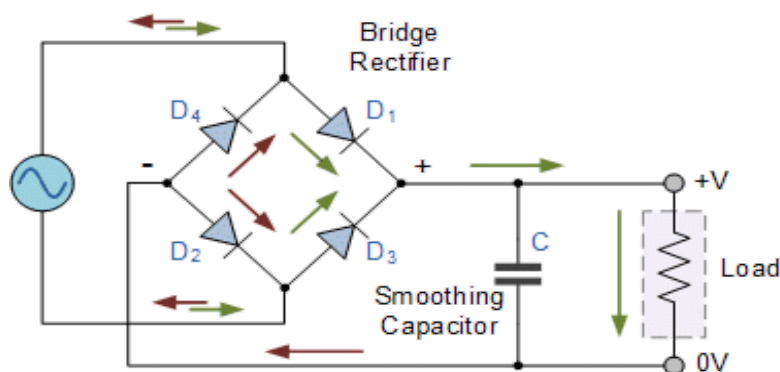 Bridge
Rectifier
D4
D1
-
+
+V
D2
D3
C
Load
Smoothing
Capacitor
0V